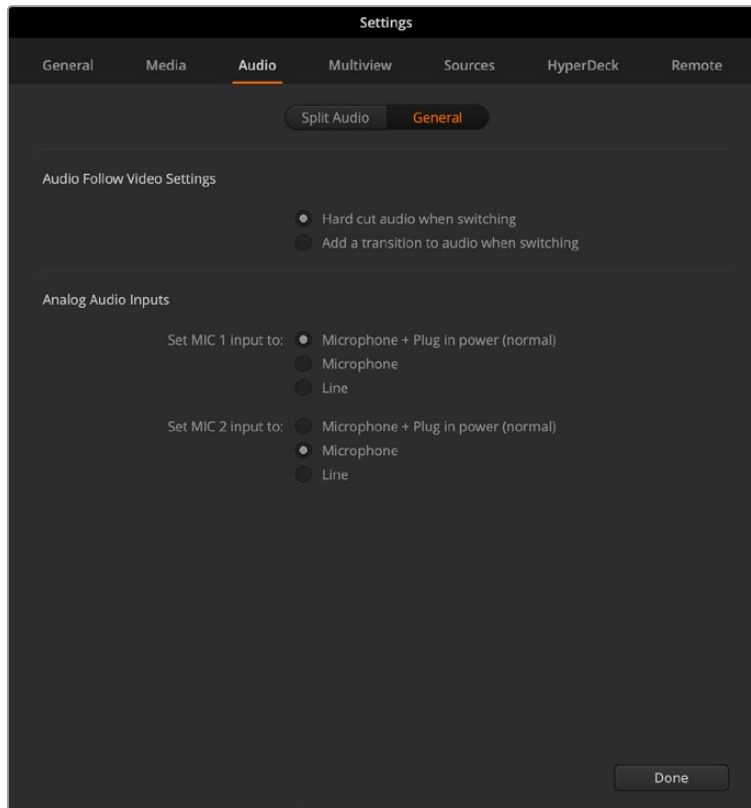 Settings
General Media Audio Multiview Sources HyperDeck Remote
Split Audio General
Audio Follow Video Settings
Hard cut audio when switching
Add a transition to audio when switching
Analog Audio Inputs
Set MIC 1 input to: Microphone + Plug in power (normal)
Microphone
Line
Set MIC 2 input to: Microphone + Plug in power (normal)
Microphone
Line
Done